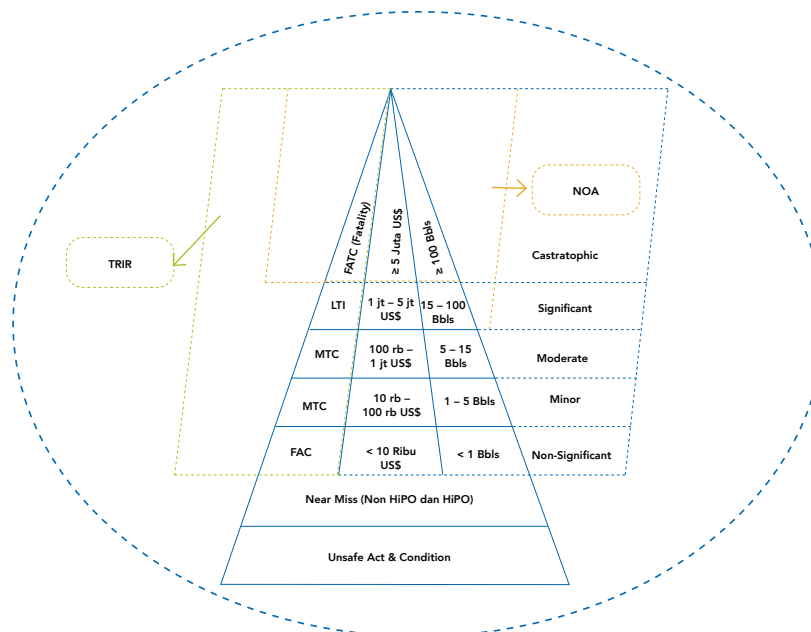 NOA
FATC (Fatality)
≥ 5 Juta US$
≥ 100 Bbls
Castratophic
TRIR
LTI
1 jt – 5 jt
US$
15 – 100
Bbls
Significant
MTC
100 rb –
1 jt US$
5 – 15
Bbls
Moderate
MTC
10 rb –
100 rb US$
1 – 5 Bbls
Minor
FAC
< 10 Ribu
US$
< 1 Bbls
Non-Significant
Near Miss (Non HiPO dan HiPO)
Unsafe Act & Condition